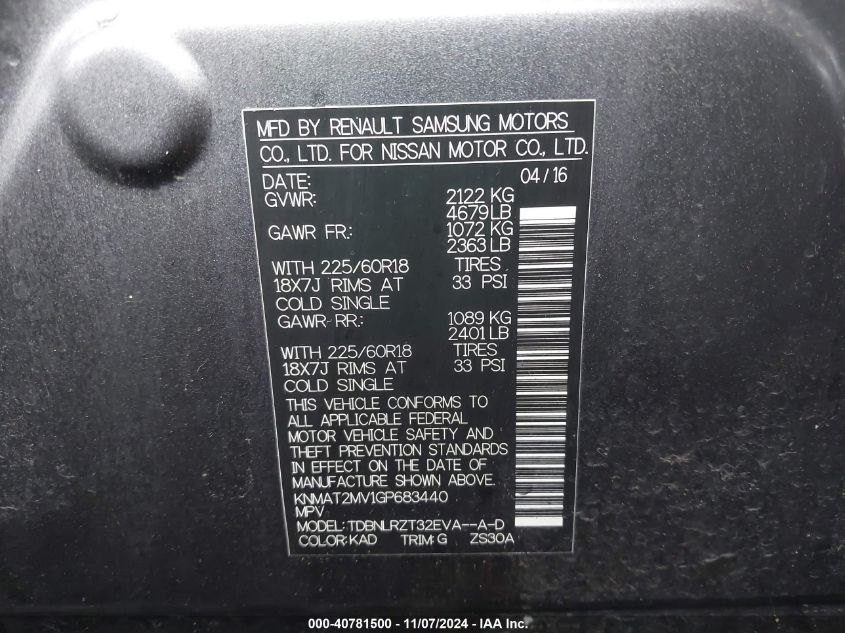 MFD BY RENAULT SAMSUNG MOTORS
CO., LTD. FOR NISSAN MOTOR CO., LTD.
DATE: 04/16
GVWR: 2122 KG
4679 LB
GAWR FR.: 1072 KG
2363 LB
WITH 225/60R18 TIRES
18X7J RIMS AT 33 PSI
COLD SINGLE
GAWR-RR.: 1089 KG
2401 LB
WITH 225/60R18 TIRES
18X7J RIMS AT 33 PSI
COLD SINGLE
THIS VEHICLE CONFORMS TO
ALL APPLICABLE FEDERAL
MOTOR VEHICLE SAFETY AND
THEFT PREVENTION STANDARDS
IN EFFECT ON THE DATE OF
MANUFACTURE SHOWN ABOVE.
KNMAT2MV1GP683440
MPV
MODEL: TDBNLRZT32EVA--A-D
COLOR: KAD TRIM: G ZS30A
000-40781500 - 11/07/2024 - IAA Inc.